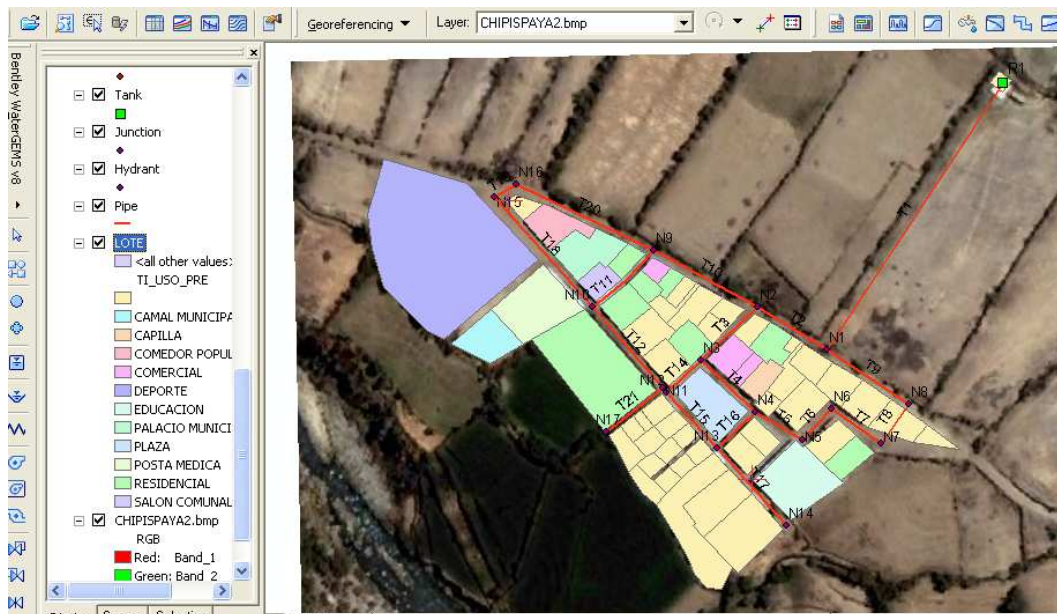 Georeferencing
Layer:
CHIPISPAYA2.bmp
Bentley WaterGEMS v8
Tank
Junction
Hydrant
Pipe
LOTE
<all other values>
TI_USO_PRE
CAMAL MUNICIPA
CAPILLA
COMEDOR POPUL
COMERCIAL
DEPORTE
EDUCACION
PALACIO MUNICI
PLAZA
POSTA MEDICA
RESIDENCIAL
SALON COMUNAL
CHIPISPAYA2.bmp
RGB
Red: Band_1
Green: Band_2
R1
T1
N16
N15
T20
T18
N9
T10
T11
N10
N2
T2
T3
N1
T12
N3
T14
T9
T4
N12
N11
N8
T21
T15
T16
N4
N6
T7
T8
N17
N13
N5
N7
T17
N14